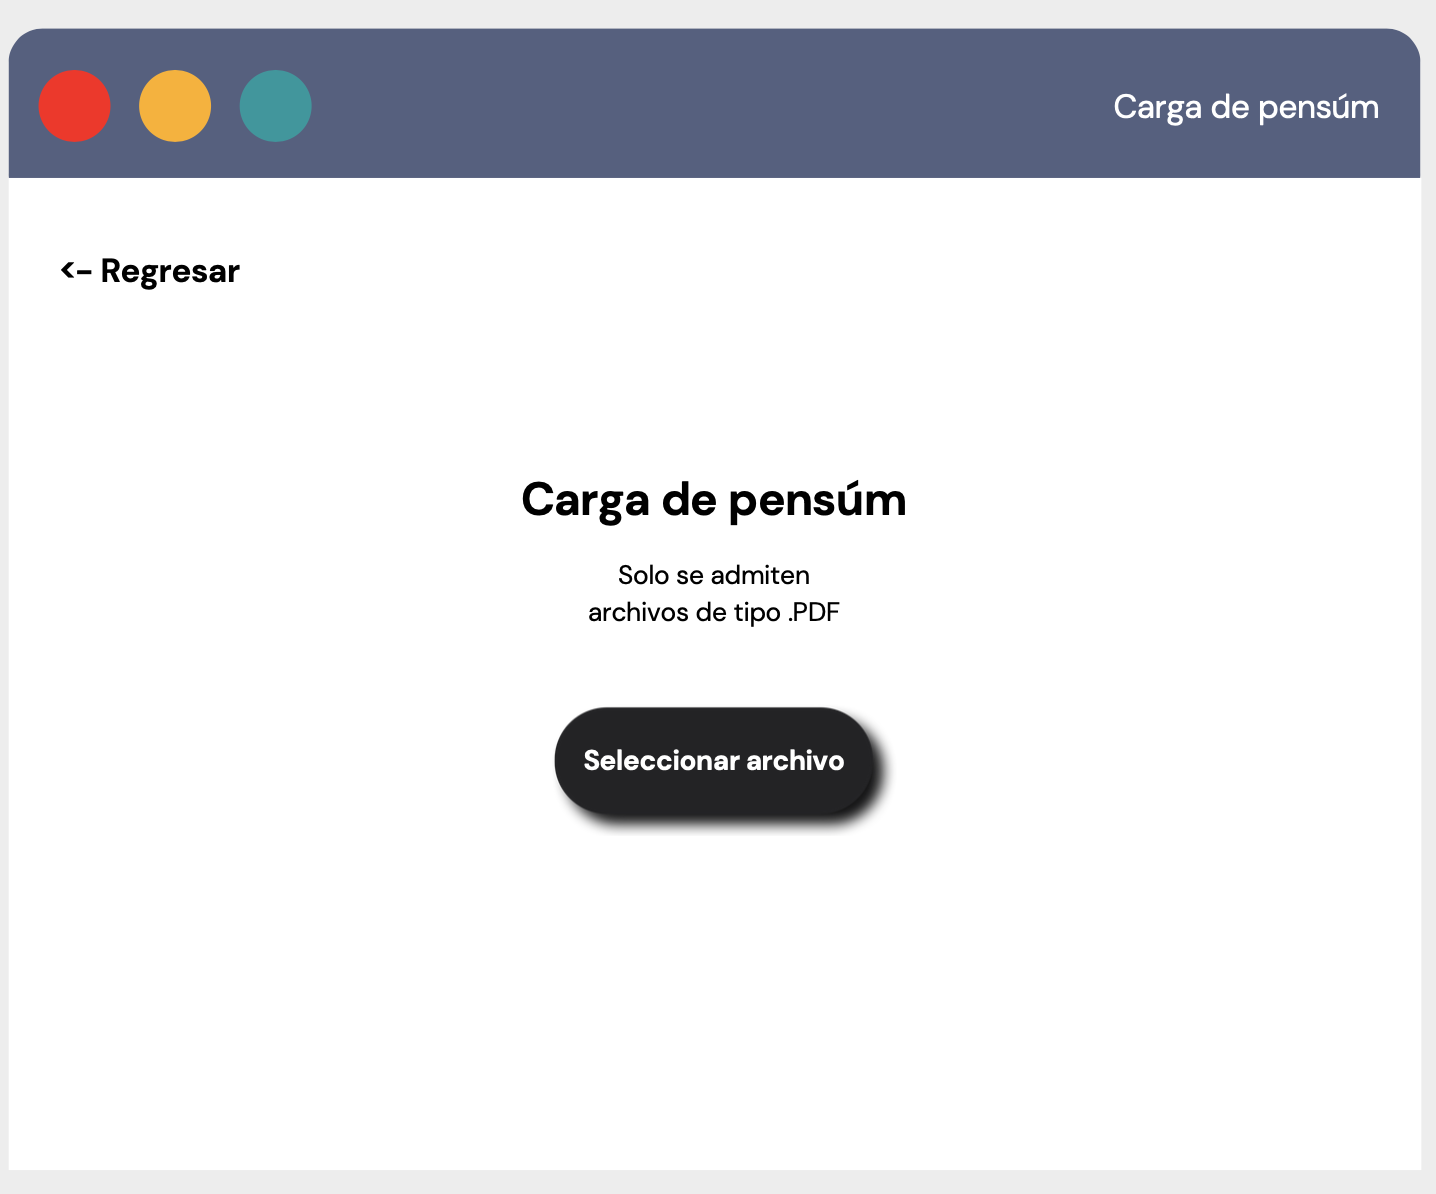 Carga de pensúm
<- Regresar
Carga de pensúm
Solo se admiten
archivos de tipo .PDF
Seleccionar archivo